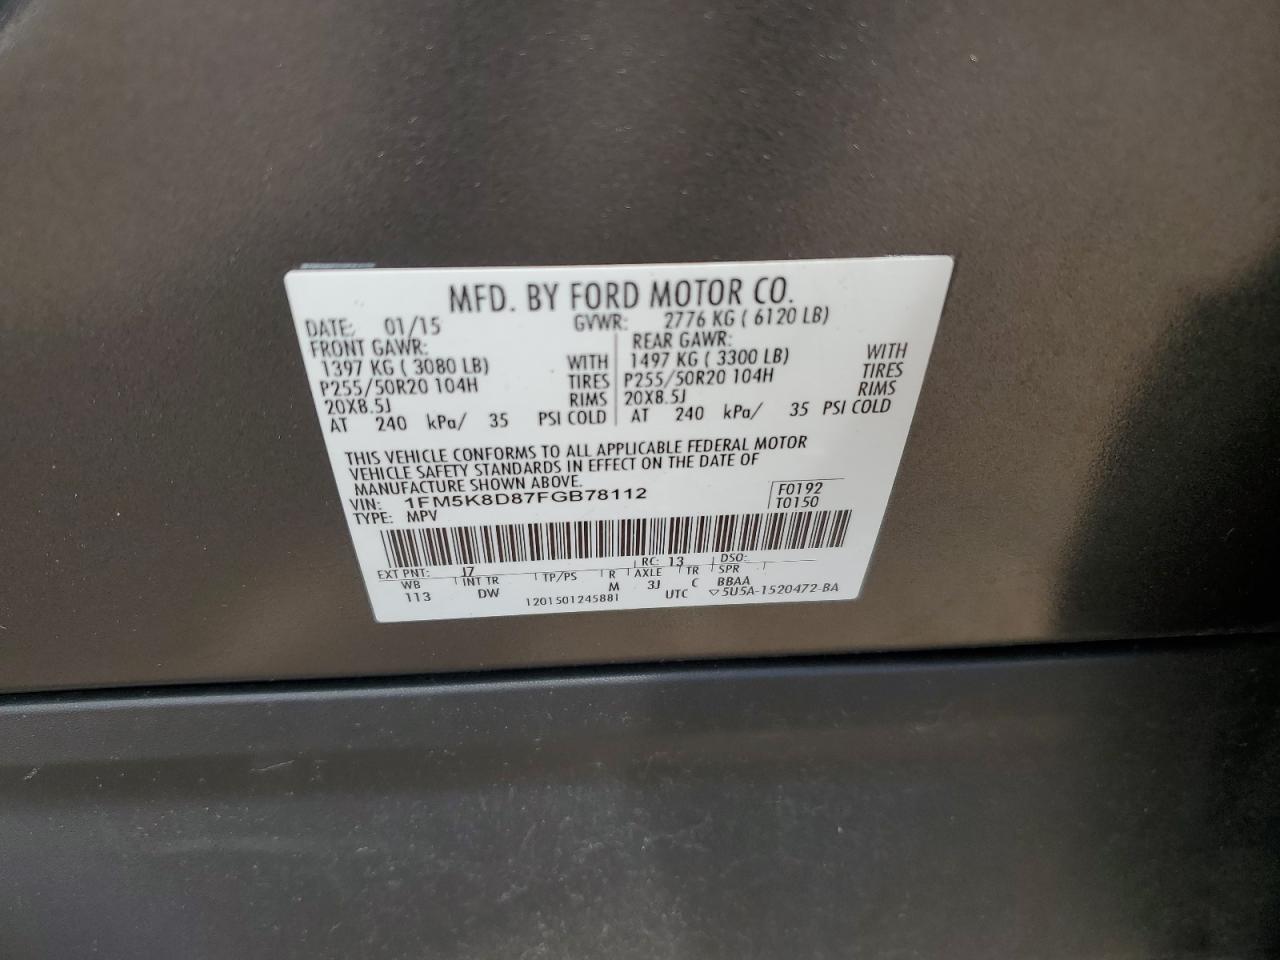 MFD. BY FORD MOTOR CO.
DATE: 01/15 GVWR: 2776 KG ( 6120 LB)
FRONT GAWR: REAR GAWR:
1397 KG ( 3080 LB) WITH 1497 KG ( 3300 LB) WITH
P255/50R20 104H TIRES P255/50R20 104H TIRES
20X8.5J RIMS 20X8.5J RIMS
AT 240 kPa/ 35 PSI COLD AT 240 kPa/ 35 PSI COLD
THIS VEHICLE CONFORMS TO ALL APPLICABLE FEDERAL MOTOR
VEHICLE SAFETY STANDARDS IN EFFECT ON THE DATE OF
MANUFACTURE SHOWN ABOVE.
VIN: 1FM5K8D87FGB78112 F0192
TYPE: MPV T0150
EXT PNT: J7 RC: 13 DSO:
WB INT TR TP/PS R AXLE TR SPR
113 DW M 3J C BBAA
1201501245881 UTC ▽5U5A-1520472-BA